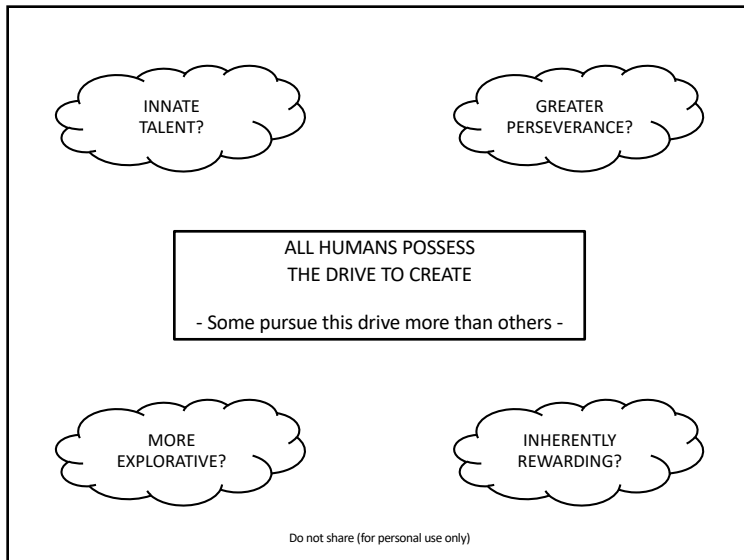 INNATE
TALENT?
GREATER
PERSEVERANCE?
ALL HUMANS POSSESS
THE DRIVE TO CREATE
- Some pursue this drive more than others -
MORE
EXPLORATIVE?
INHERENTLY
REWARDING?
Do not share (for personal use only)